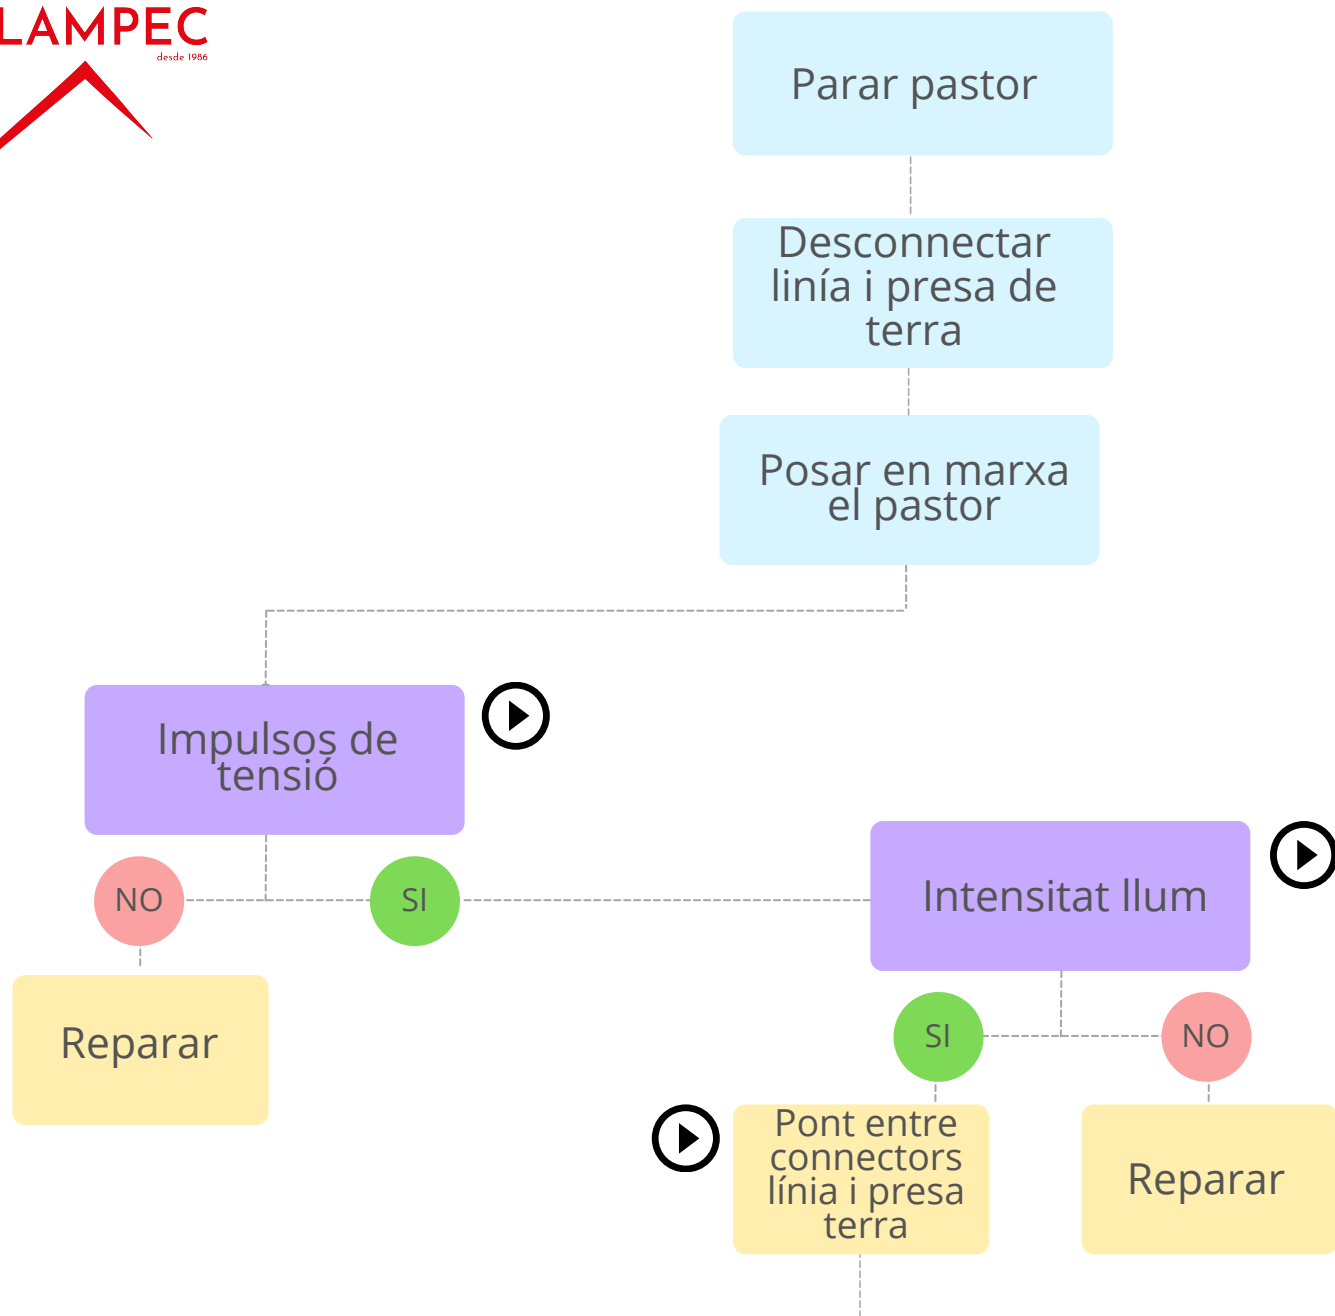 LAMPEC
desde 1986
Parar pastor
Desconnectar
linía i presa de
terra
Posar en marxa
el pastor
Impulsos de
tensió
NO
SI
Intensitat llum
Reparar
SI
NO
Pont entre
connectors
línia i presa
terra
Reparar